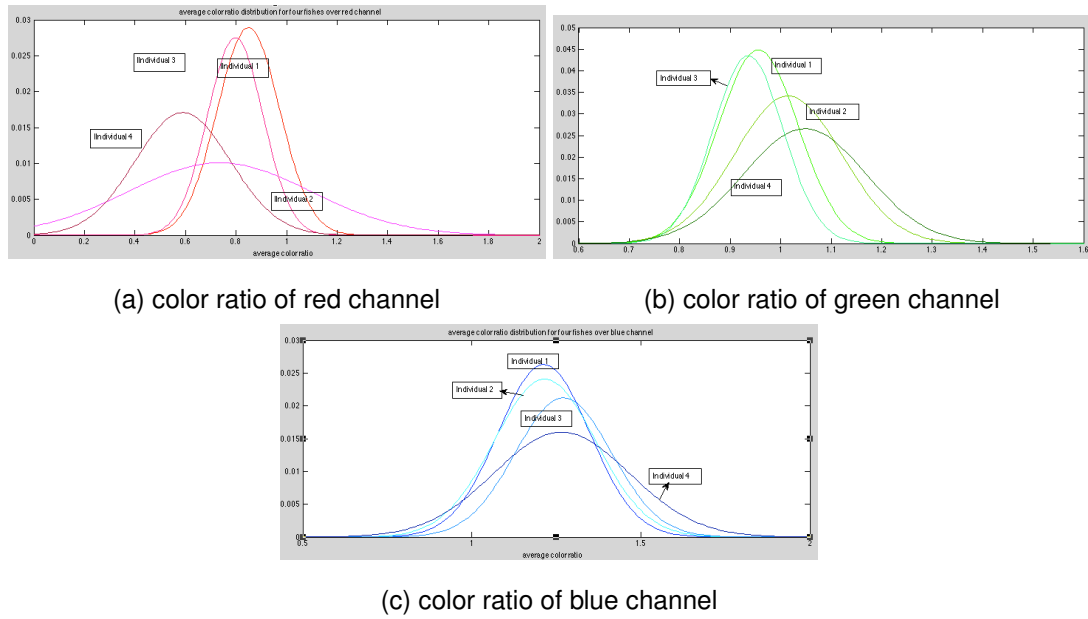 average color ratio distribution for four fishes over red channel
0.03
0.025
0.02
0.015
0.01
0.005
0
IIndividual 3
IIndividual 1
IIndividual 4
IIndividual 2
0 0.2 0.4 0.6 0.8 1 1.2 1.4 1.6 1.8 2
average color ratio
(a) color ratio of red channel
0.05
0.045
0.04
0.035
0.03
0.025
0.02
0.015
0.01
0.005
0
Individual 3
Individual 1
Individual 2
Individual 4
0.6 0.7 0.8 0.9 1 1.1 1.2 1.3 1.4 1.5 1.6
(b) color ratio of green channel
average color ratio distribution for four fishes over blue channel
0.03
0.025
0.02
0.015
0.01
0.005
0
Individual 1
Individual 2
Individual 3
Individual 4
0.5 1 1.5 2
average color ratio
(c) color ratio of blue channel